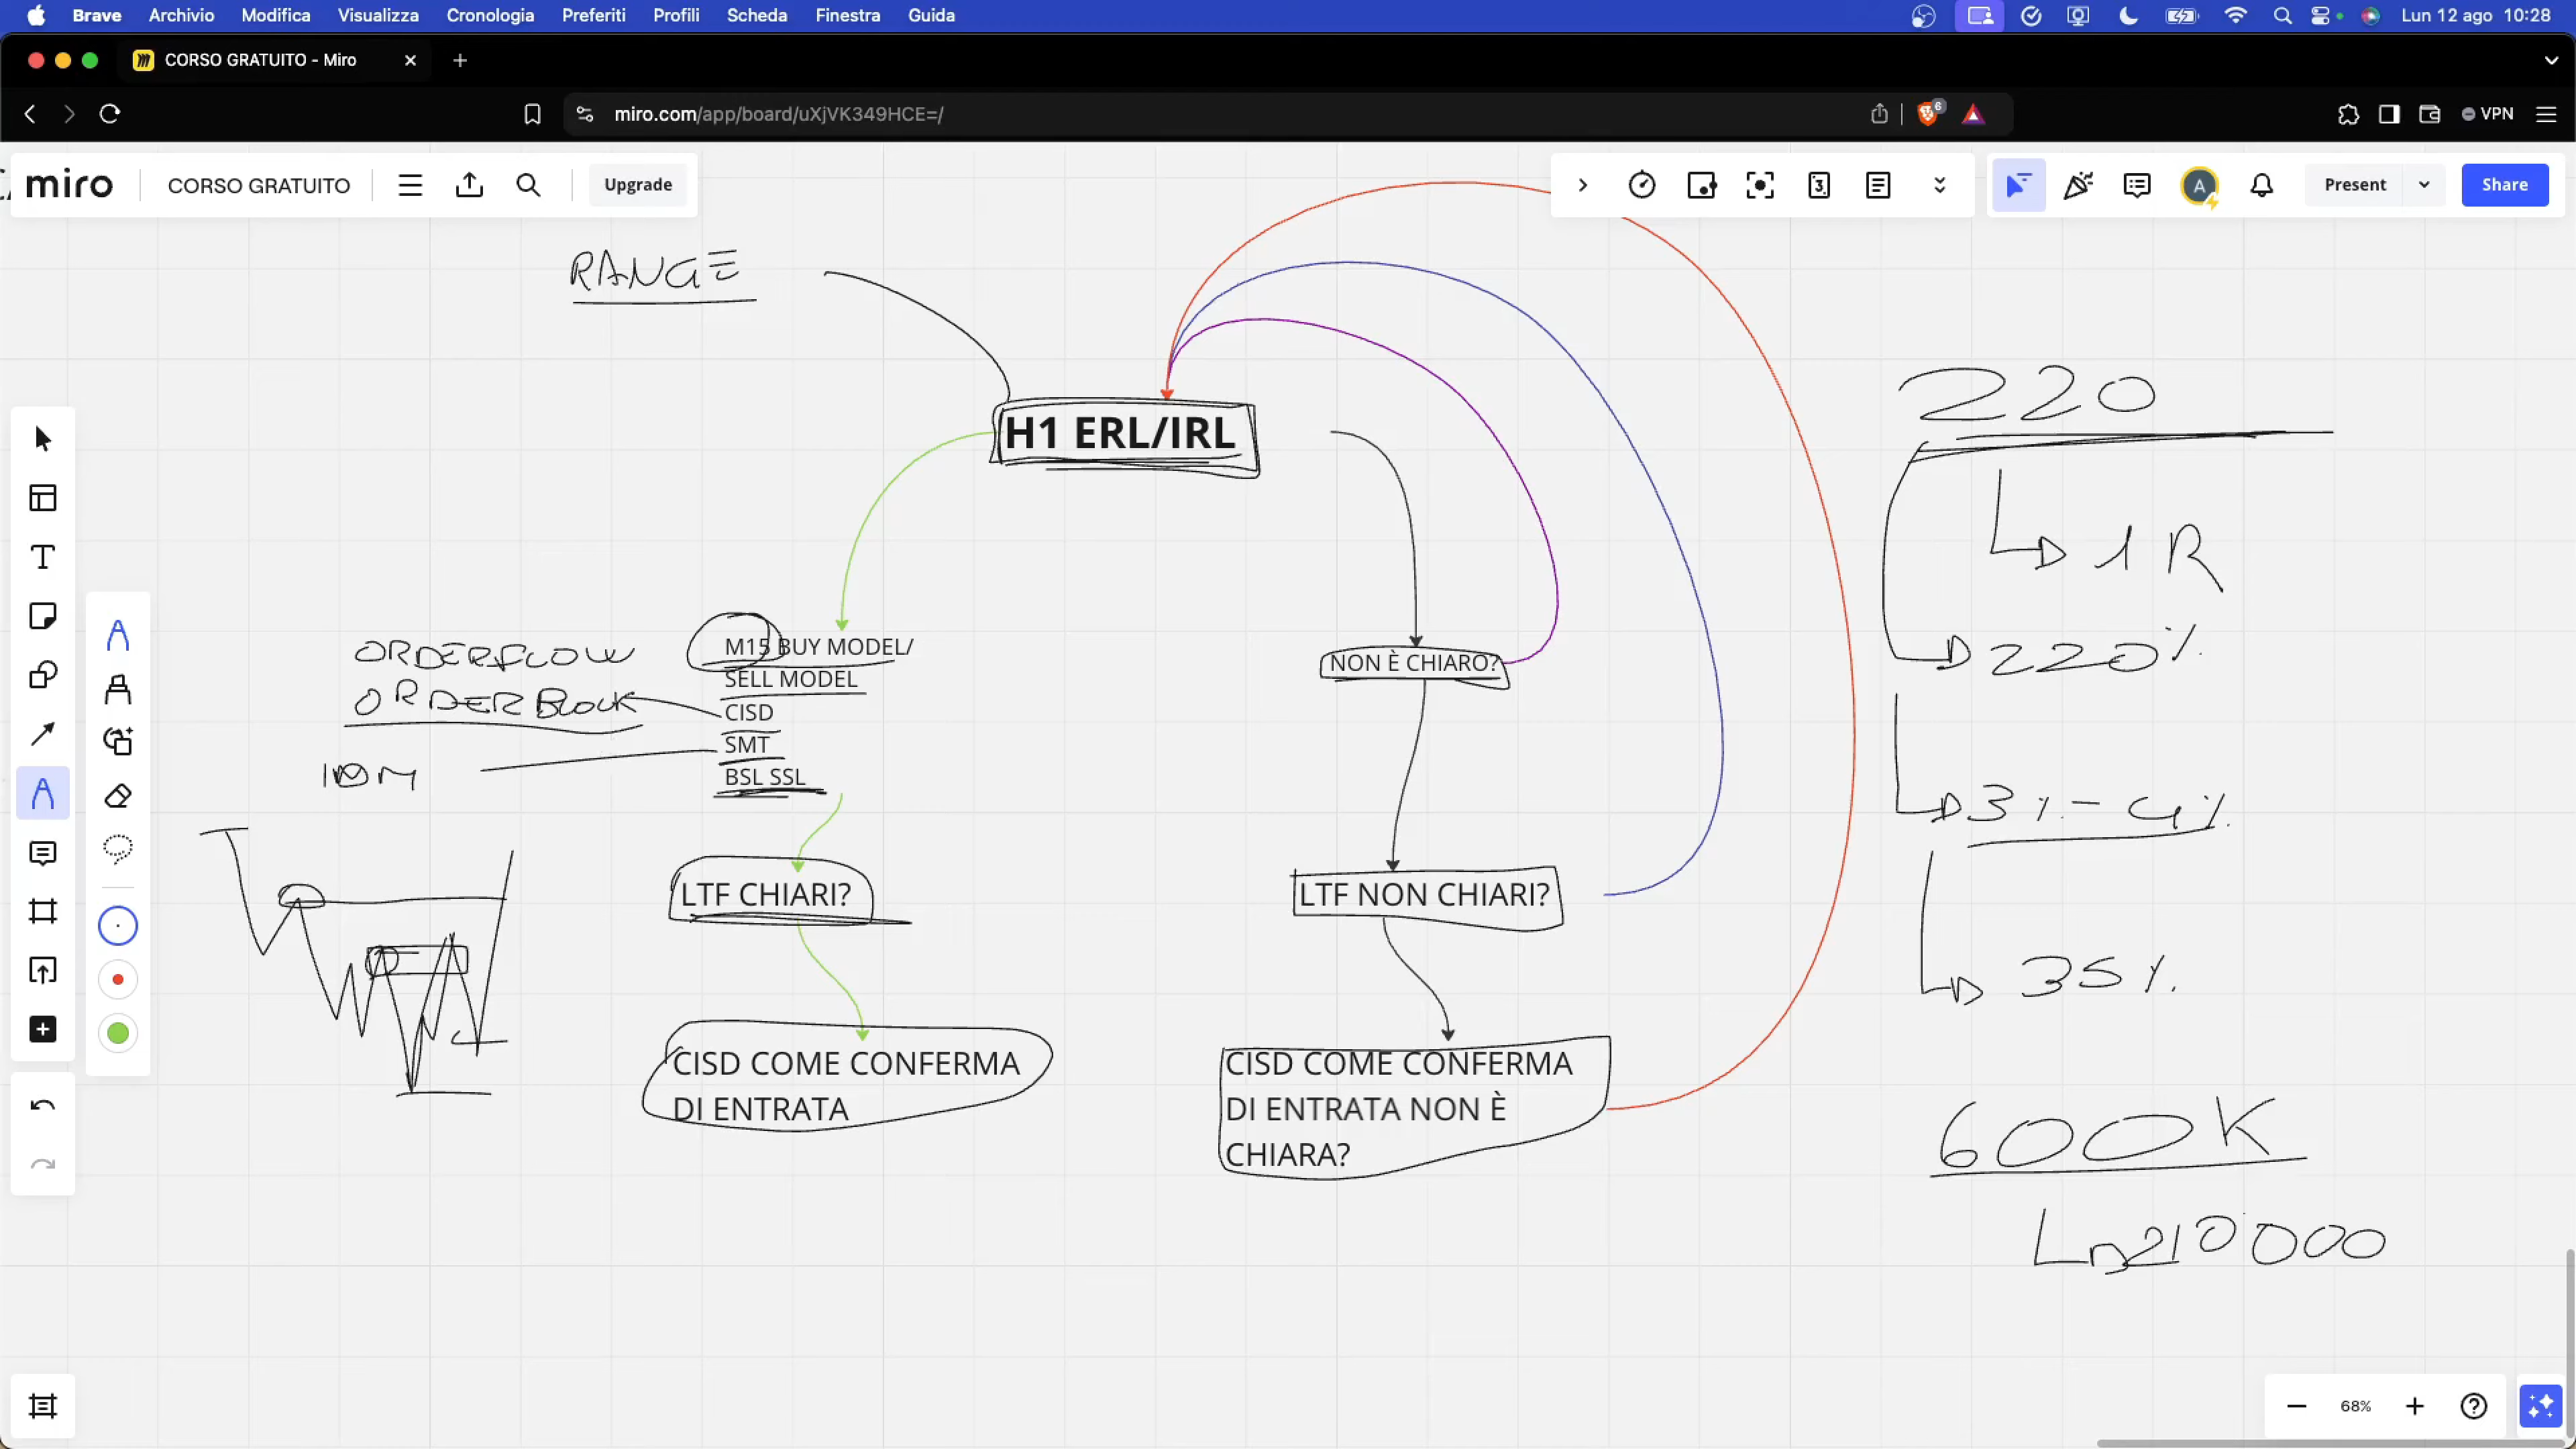 Brave Archivio Modifica Visualizza Cronologia Preferiti Profili Scheda Finestra Guida Lun 12 ago 10:28
CORSO GRATUITO - Miro
miro.com/app/board/uXjVK349HCE=/
6
VPN
miro CORSO GRATUITO Upgrade
3
A
Present
Share
RANGE
H1 ERL/IRL
220
1R
220%
3%-4%
35%
600K
210000
ORDERFLOW
ORDERBLOCK
M15 BUY MODEL/
SELL MODEL
CISD
SMT
BSL SSL
NON È CHIARO?
LTF CHIARI?
LTF NON CHIARI?
CISD COME CONFERMA
DI ENTRATA
CISD COME CONFERMA
DI ENTRATA NON È
CHIARA?
68%